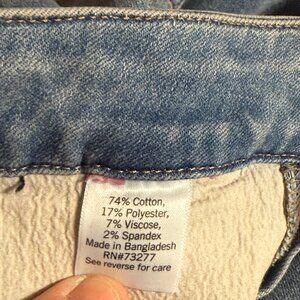 74% Cotton,
17% Polyester,
7% Viscose,
2% Spandex
Made in Bangladesh
RN#73277
See reverse for care